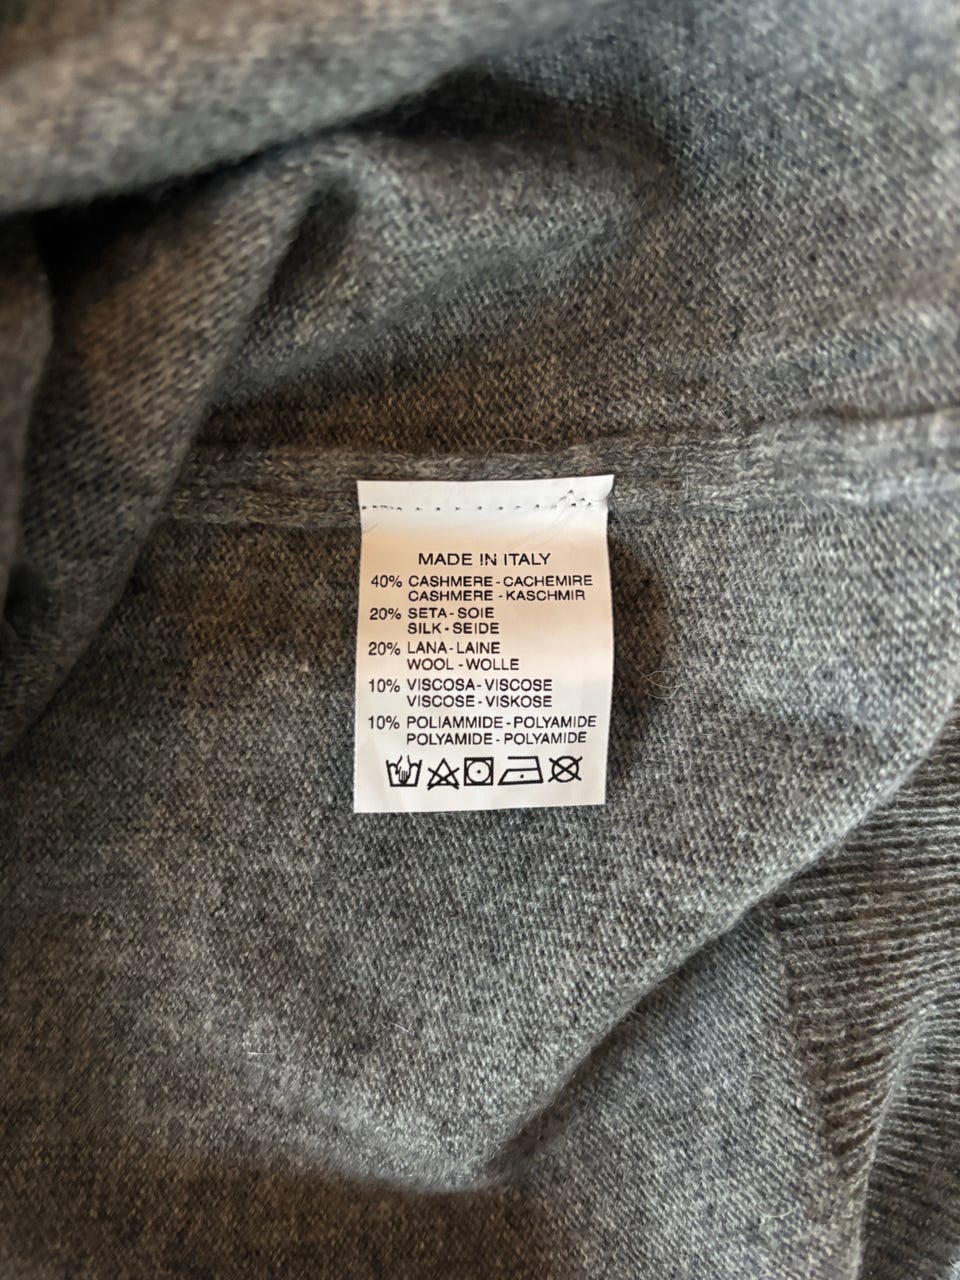 MADE IN ITALY
40% CASHMERE - CACHEMIRE
CASHMERE - KASCHMIR
20% SETA - SOIE
SILK - SEIDE
20% LANA - LAINE
WOOL - WOLLE
10% VISCOSA - VISCOSE
VISCOSE - VISKOSE
10% POLIAMMIDE - POLYAMIDE
POLYAMIDE - POLYAMIDE